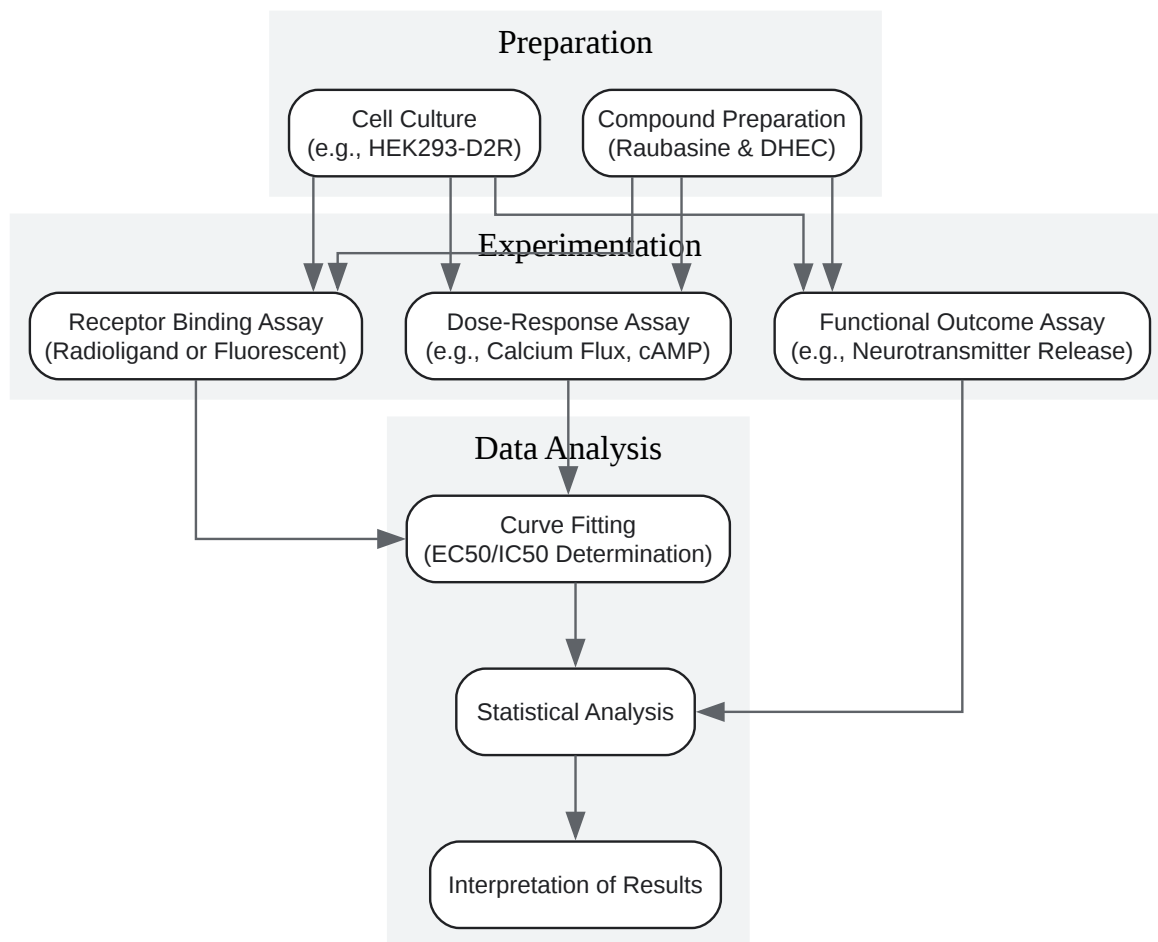 Preparation
Cell Culture
(e.g., HEK293-D2R)
Compound Preparation
(Raubasine & DHEC)
Experimentation
Receptor Binding Assay
(Radioligand or Fluorescent)
Dose-Response Assay
(e.g., Calcium Flux, cAMP)
Functional Outcome Assay
(e.g., Neurotransmitter Release)
Data Analysis
Curve Fitting
(EC50/IC50 Determination)
Statistical Analysis
Interpretation of Results